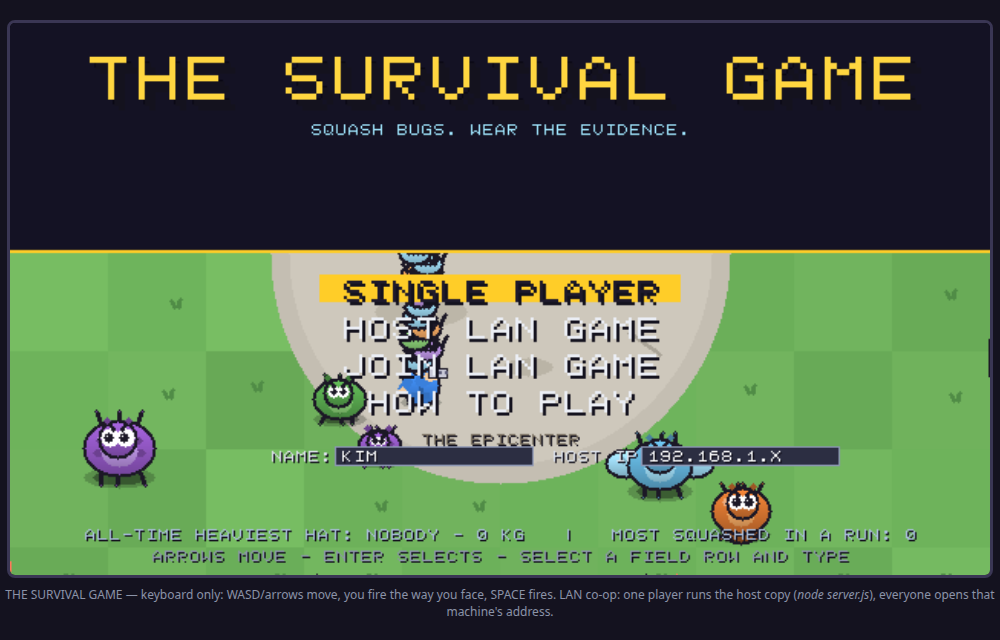 THE SURVIVAL GAME
SQUASH BUGS. WEAR THE EVIDENCE.
SINGLE PLAYER
HOST LAN GAME
JOIN LAN GAME
HOW TO PLAY
THE EPICENTER
NAME: KIM HOST IP 192.168.1.X
ALL-TIME HEAVIEST HAT: NOBODY - 0 KG | MOST SQUASHED IN A RUN: 0
ARROWS MOVE - ENTER SELECTS - SELECT A FIELD ROW AND TYPE
THE SURVIVAL GAME — keyboard only: WASD/arrows move, you fire the way you face, SPACE fires. LAN co-op: one player runs the host copy (node server.js), everyone opens that
machine's address.